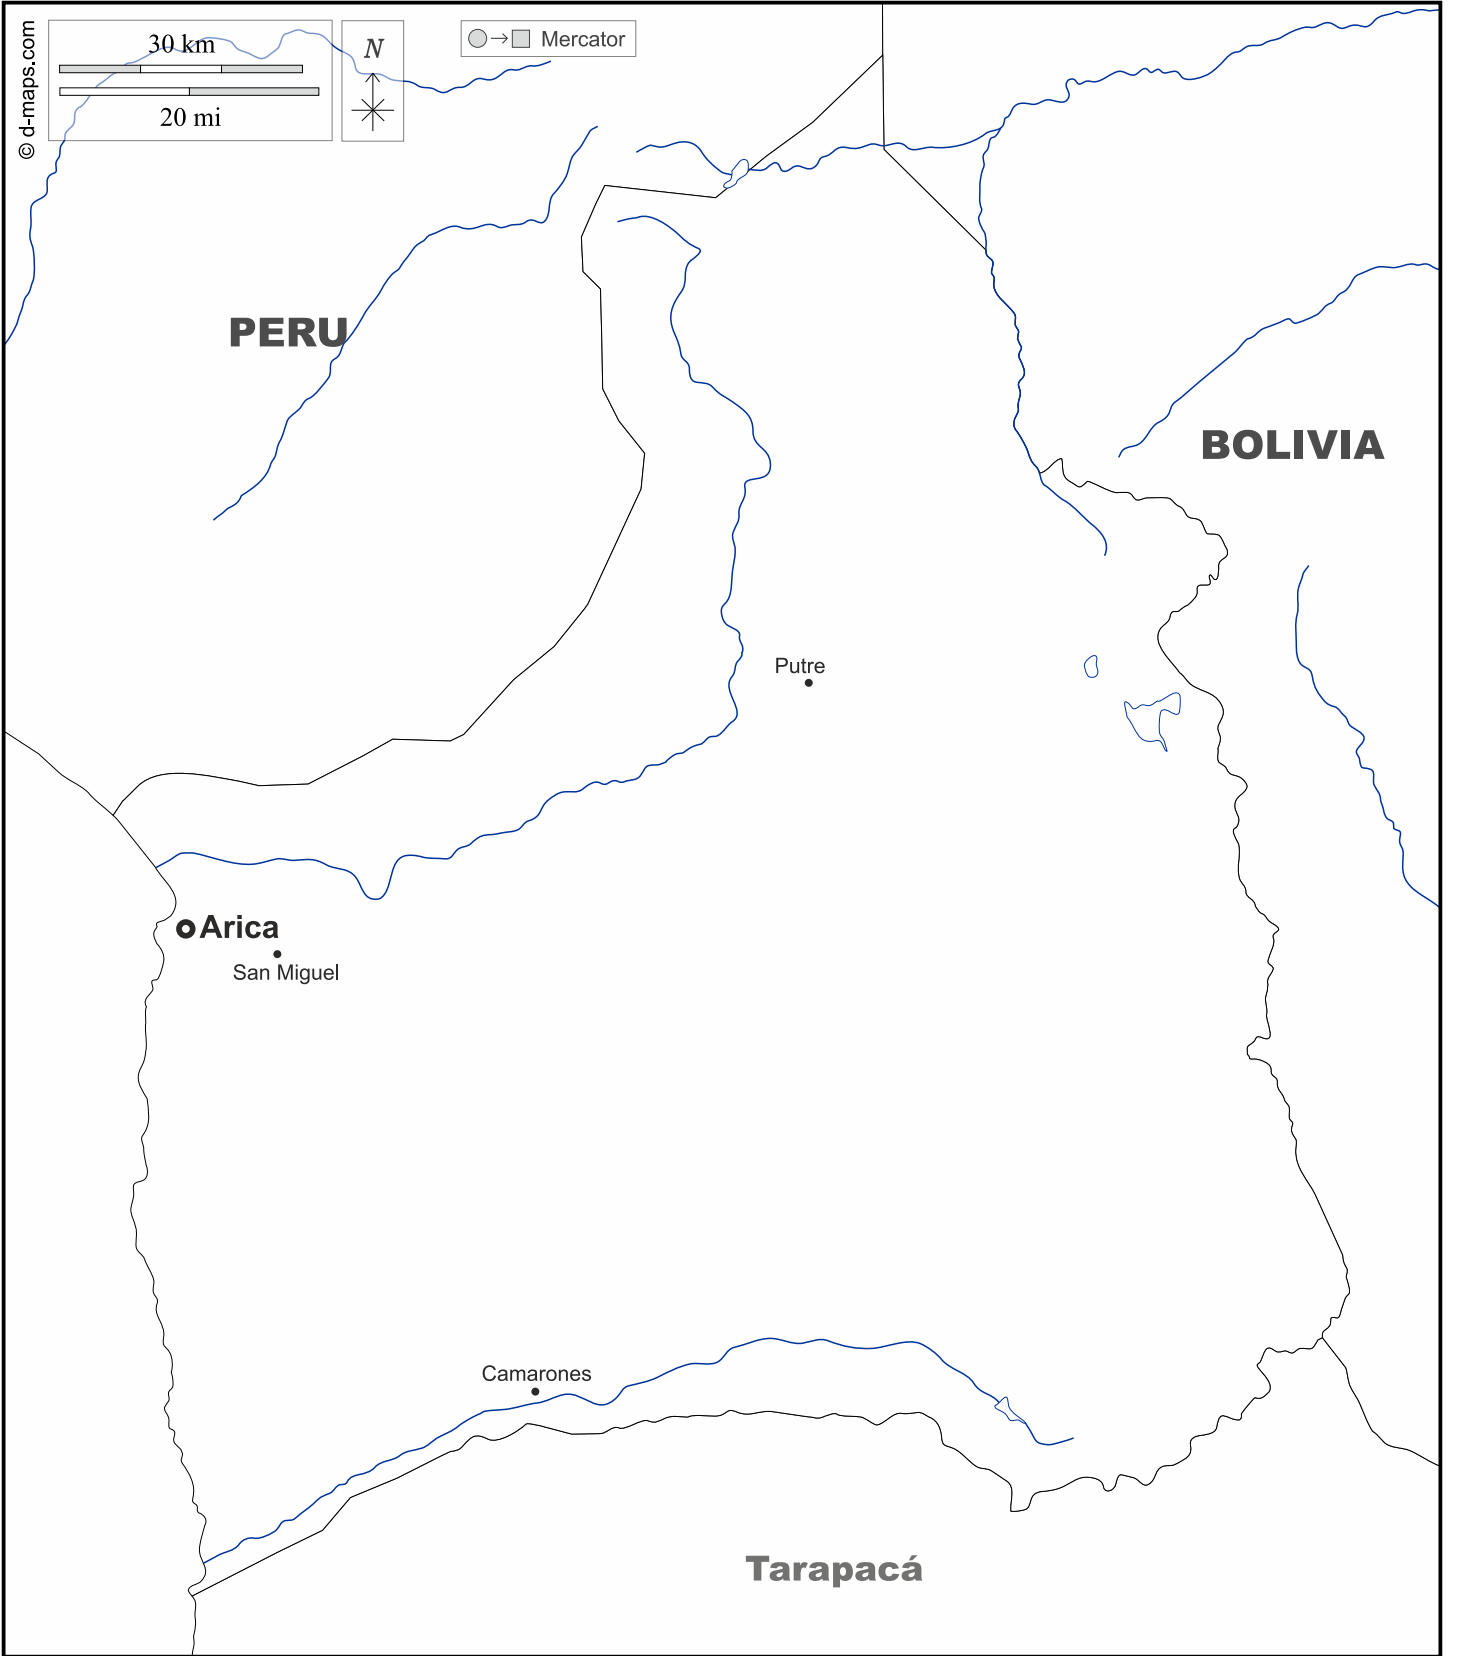 © d-maps.com
30 km
20 mi
N
Mercator
PERU
BOLIVIA
Putre
Arica
San Miguel
Camarones
Tarapacá